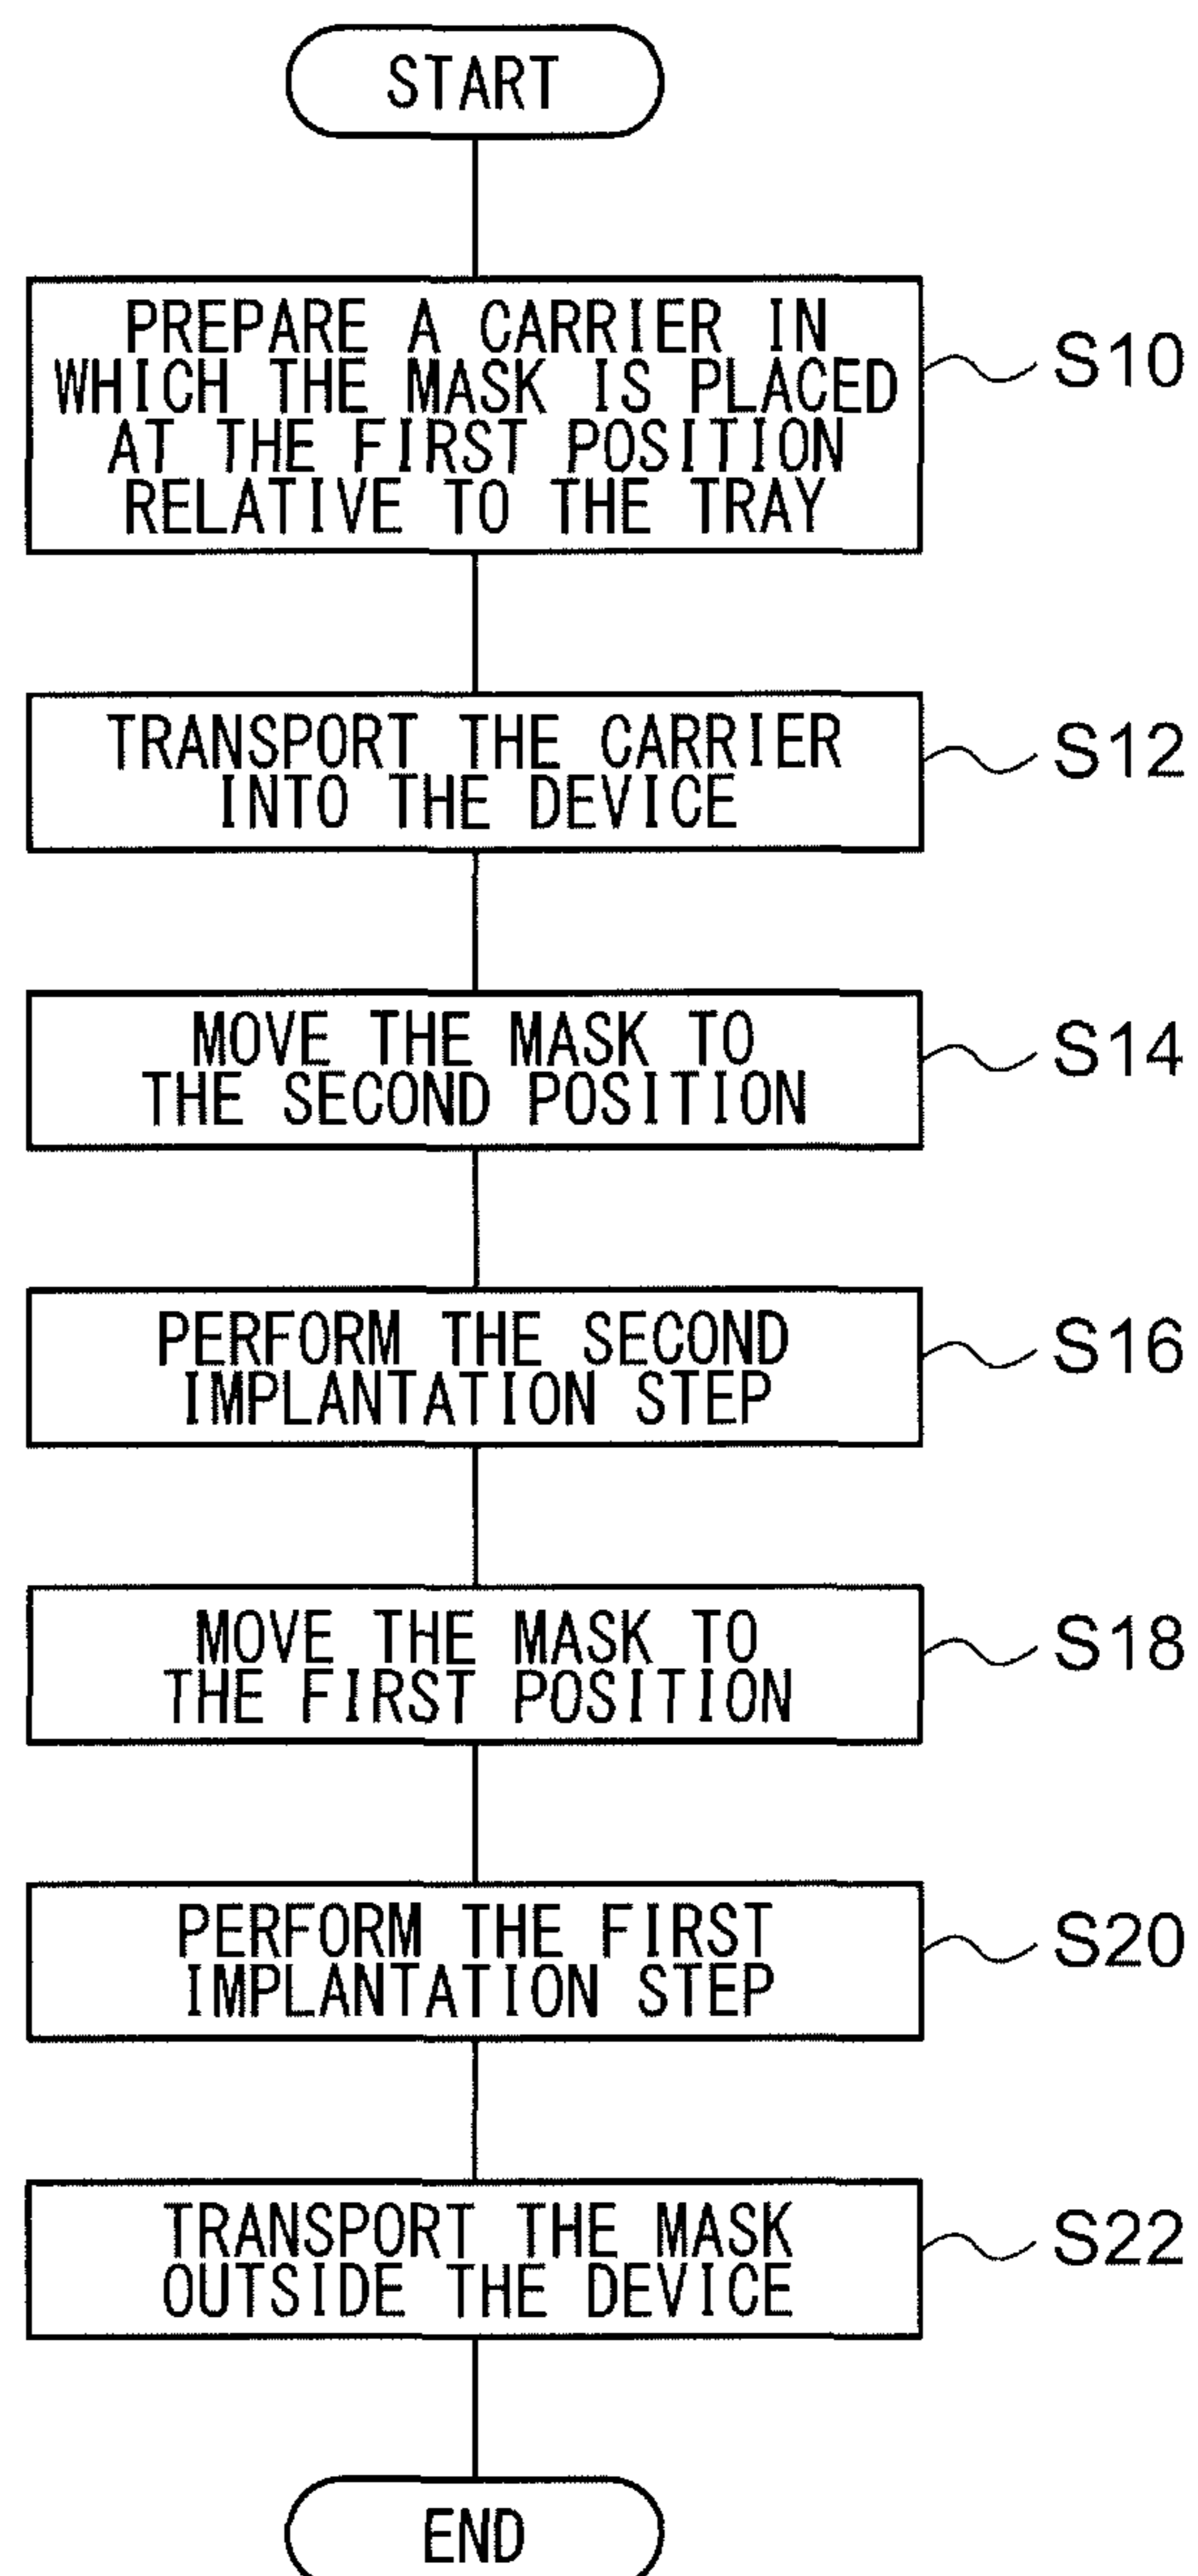 START
PREPARE A CARRIER IN
WHICH THE MASK IS PLACED
AT THE FIRST POSITION
RELATIVE TO THE TRAY
S10
TRANSPORT THE CARRIER
INTO THE DEVICE
S12
MOVE THE MASK TO
THE SECOND POSITION
S14
PERFORM THE SECOND
IMPLANTATION STEP
S16
MOVE THE MASK TO
THE FIRST POSITION
S18
PERFORM THE FIRST
IMPLANTATION STEP
S20
TRANSPORT THE MASK
OUTSIDE THE DEVICE
S22
END